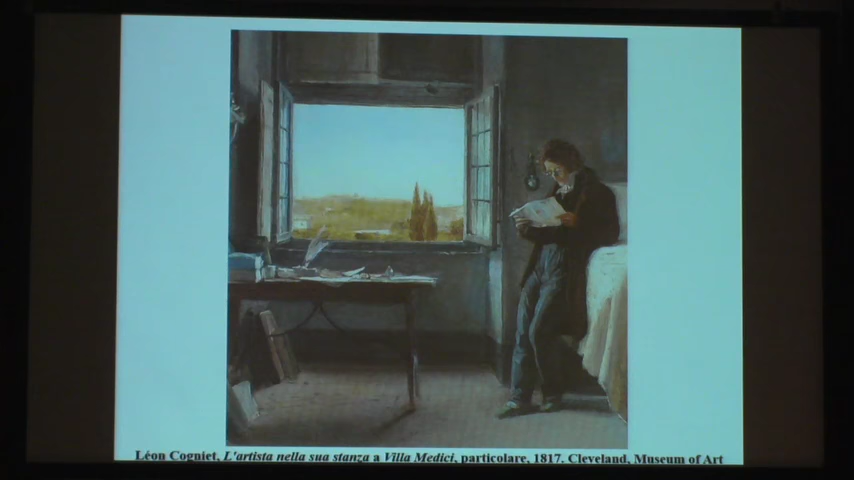 Léon Cogniet, L'artista nella sua stanza a Villa Medici, particolare, 1817. Cleveland, Museum of Art